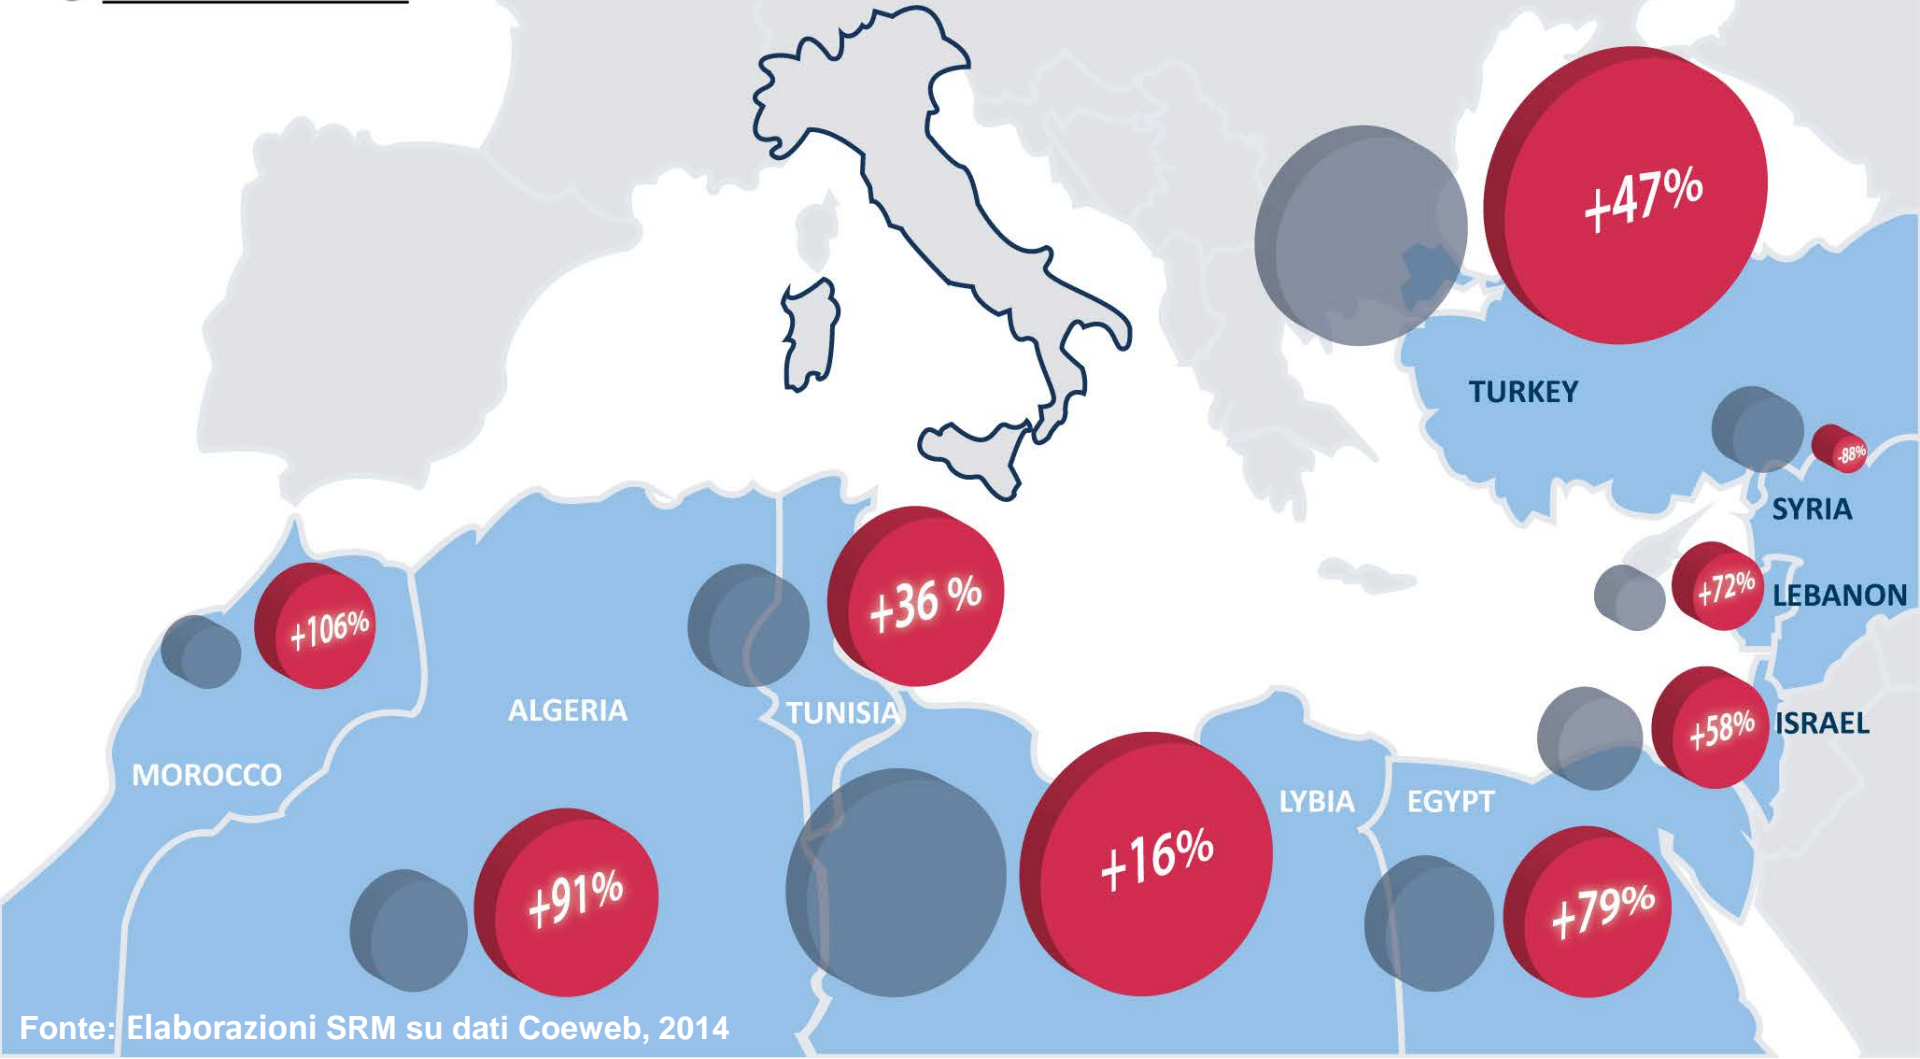 +47%
TURKEY
-88%
SYRIA
+72%
LEBANON
+106%
+36 %
ALGERIA
TUNISIA
+58%
ISRAEL
MOROCCO
LYBIA
EGYPT
+16%
+91%
+79%
Fonte: Elaborazioni SRM su dati Coeweb, 2014